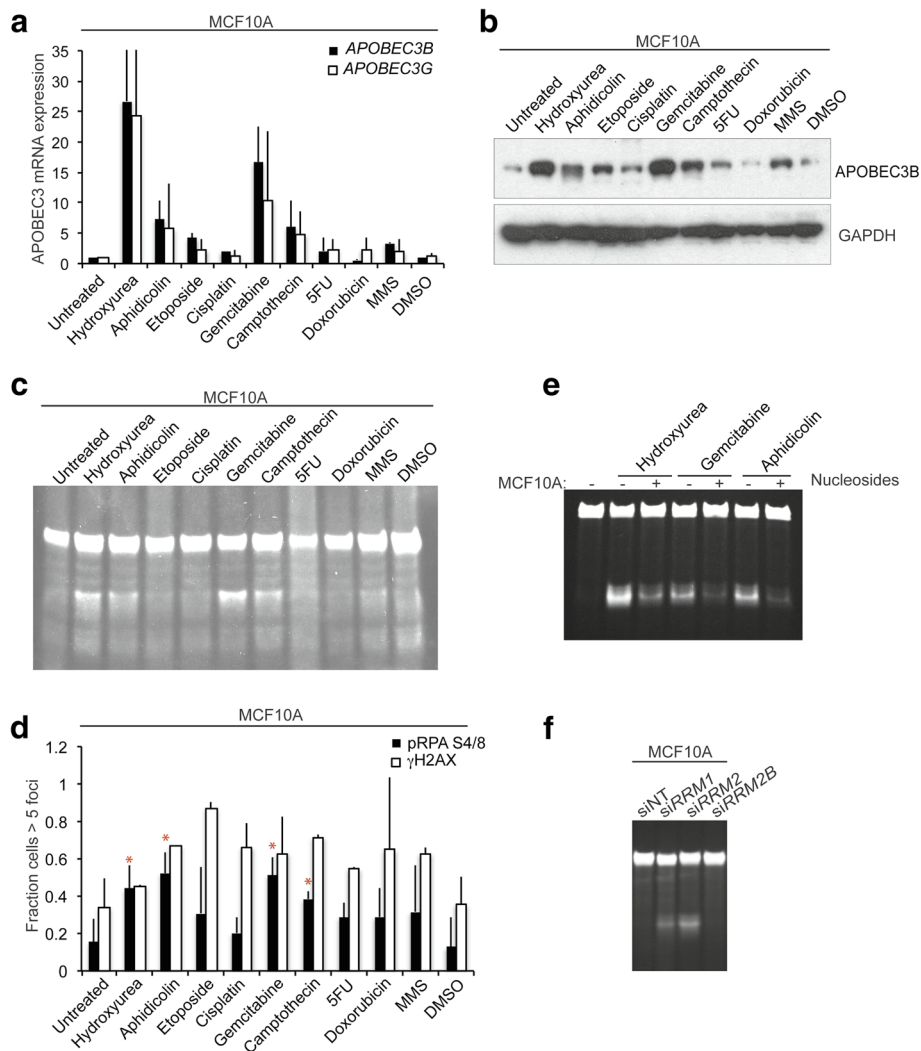 a
MCF10A
APOBEC3B
APOBEC3G
APOBEC3 mRNA expression
35
30
25
20
15
10
5
0
Untreated
Hydroxyurea
Aphidicolin
Etoposide
Cisplatin
Gemcitabine
Camptothecin
5FU
Doxorubicin
MMS
DMSO
b
MCF10A
Untreated
Hydroxyurea
Aphidicolin
Etoposide
Cisplatin
Gemcitabine
Camptothecin
5FU
Doxorubicin
MMS
DMSO
APOBEC3B
GAPDH
c
MCF10A
Untreated
Hydroxyurea
Aphidicolin
Etoposide
Cisplatin
Gemcitabine
Camptothecin
5FU
Doxorubicin
MMS
DMSO
e
Hydroxyurea
Gemcitabine
Aphidicolin
MCF10A: - - + - + - + Nucleosides
d
MCF10A
pRPA S4/8
γH2AX
Fraction cells > 5 foci
1.2
1
0.8
0.6
0.4
0.2
0
* * * *
Untreated
Hydroxyurea
Aphidicolin
Etoposide
Cisplatin
Gemcitabine
Camptothecin
5FU
Doxorubicin
MMS
DMSO
f
MCF10A
siNT
siRRM1
siRRM2
siRRM2B